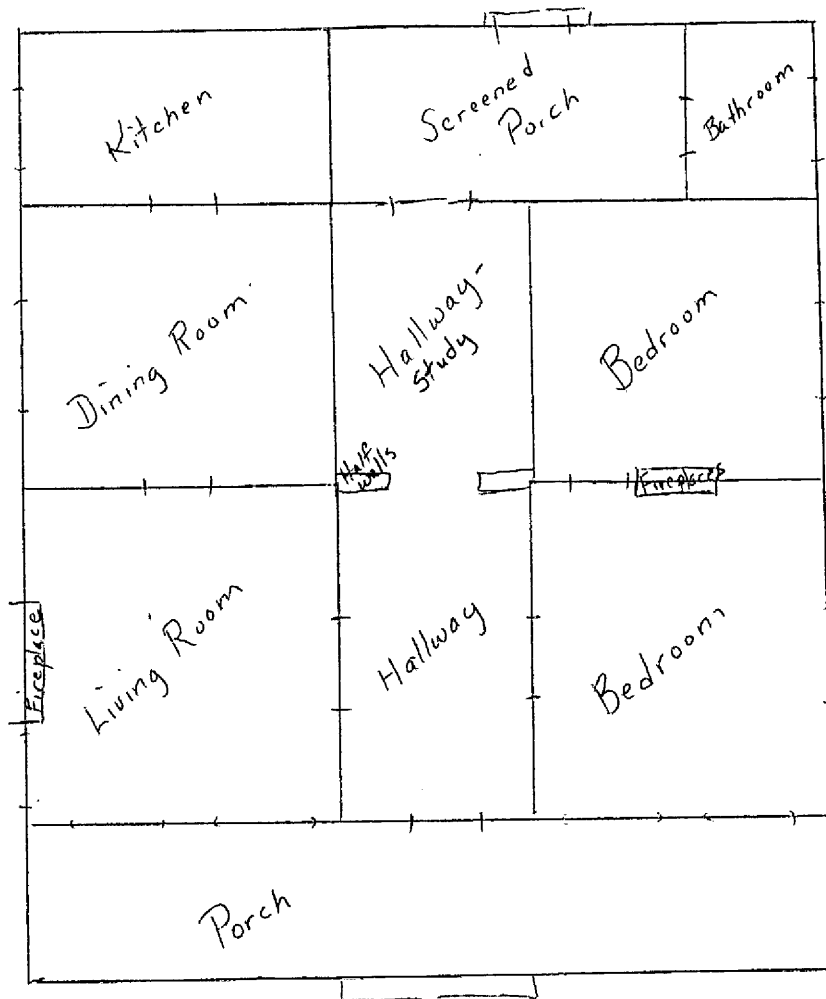 Kitchen
Screened
Porch
Bathroom
Dining Room
Hallway-
Study
Bedroom
Half
Walls
Fireplaces
Living Room
Fireplace
Hallway
Bedroom
Porch